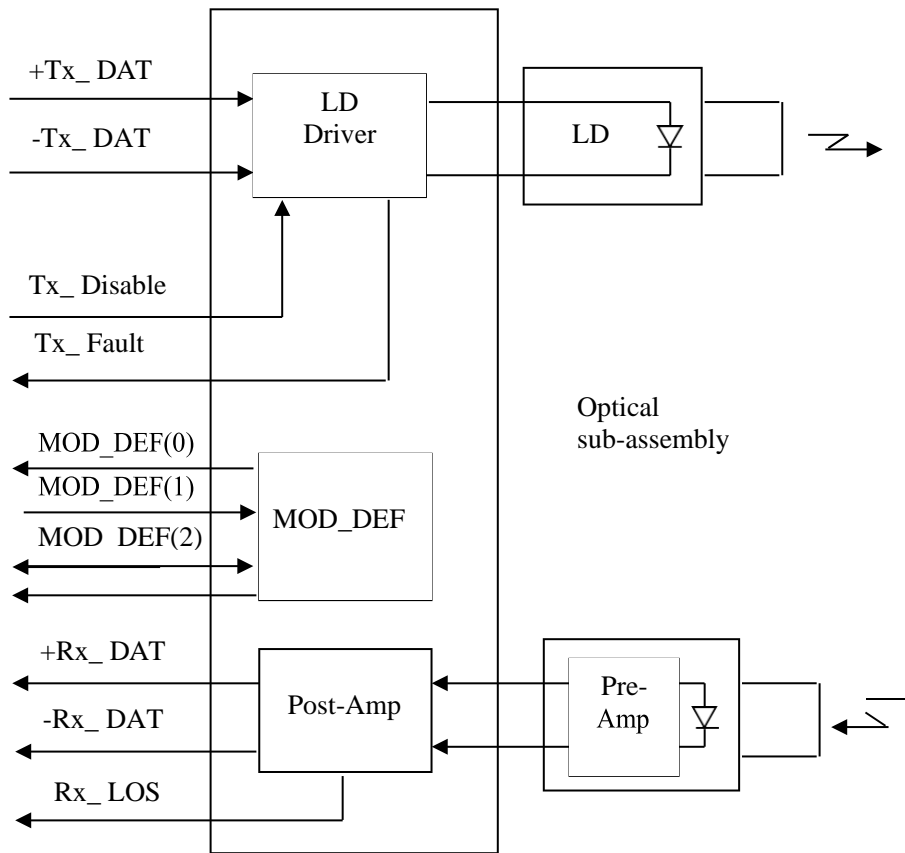 +Tx_ DAT
-Tx_ DAT
LD
Driver
LD
Tx_ Disable
Tx_ Fault
Optical
sub-assembly
MOD_DEF(0)
MOD_DEF(1)
MOD DEF(2)
MOD_DEF
+Rx_ DAT
-Rx_ DAT
Rx_ LOS
Post-Amp
Pre-
Amp